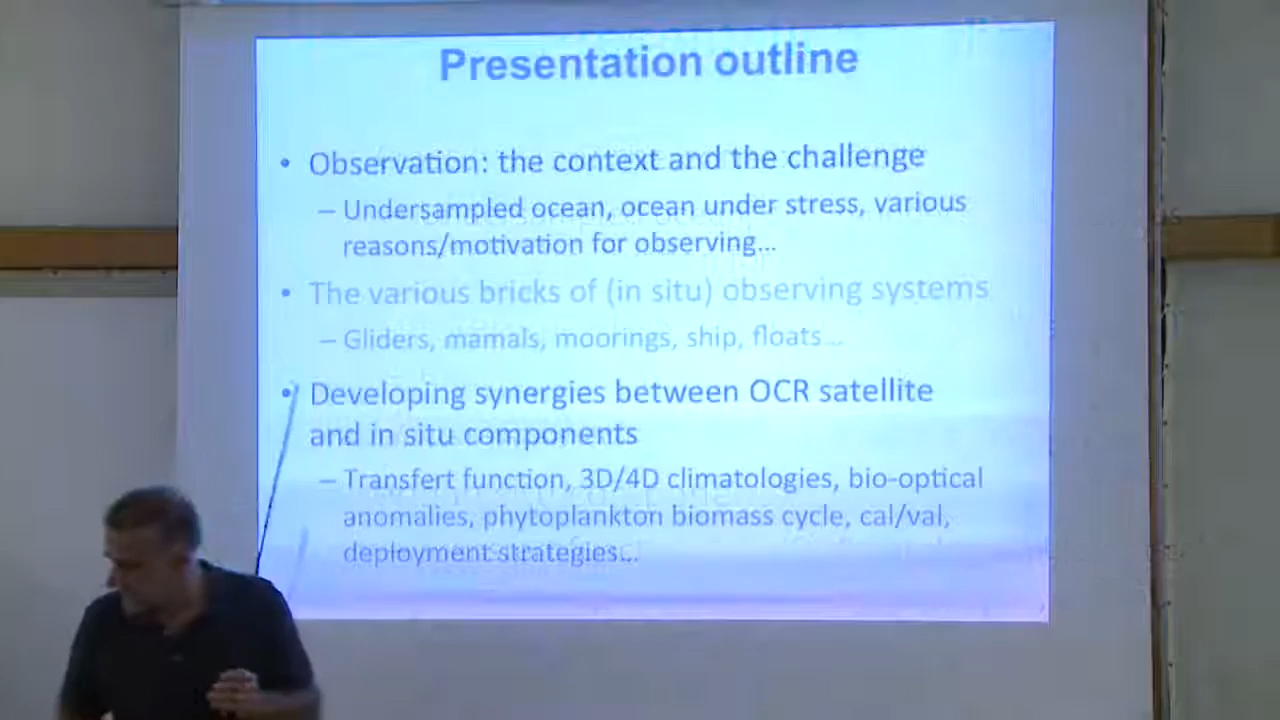 Presentation outline
• Observation: the context and the challenge
– Undersampled ocean, ocean under stress, various
reasons/motivation for observing...
• The various bricks of (in situ) observing systems
– Gliders, mamals, moorings, ship, floats...
• Developing synergies between OCR satellite
and in situ components
– Transfert function, 3D/4D climatologies, bio-optical
anomalies, phytoplankton biomass cycle, cal/val,
deployment strategies...